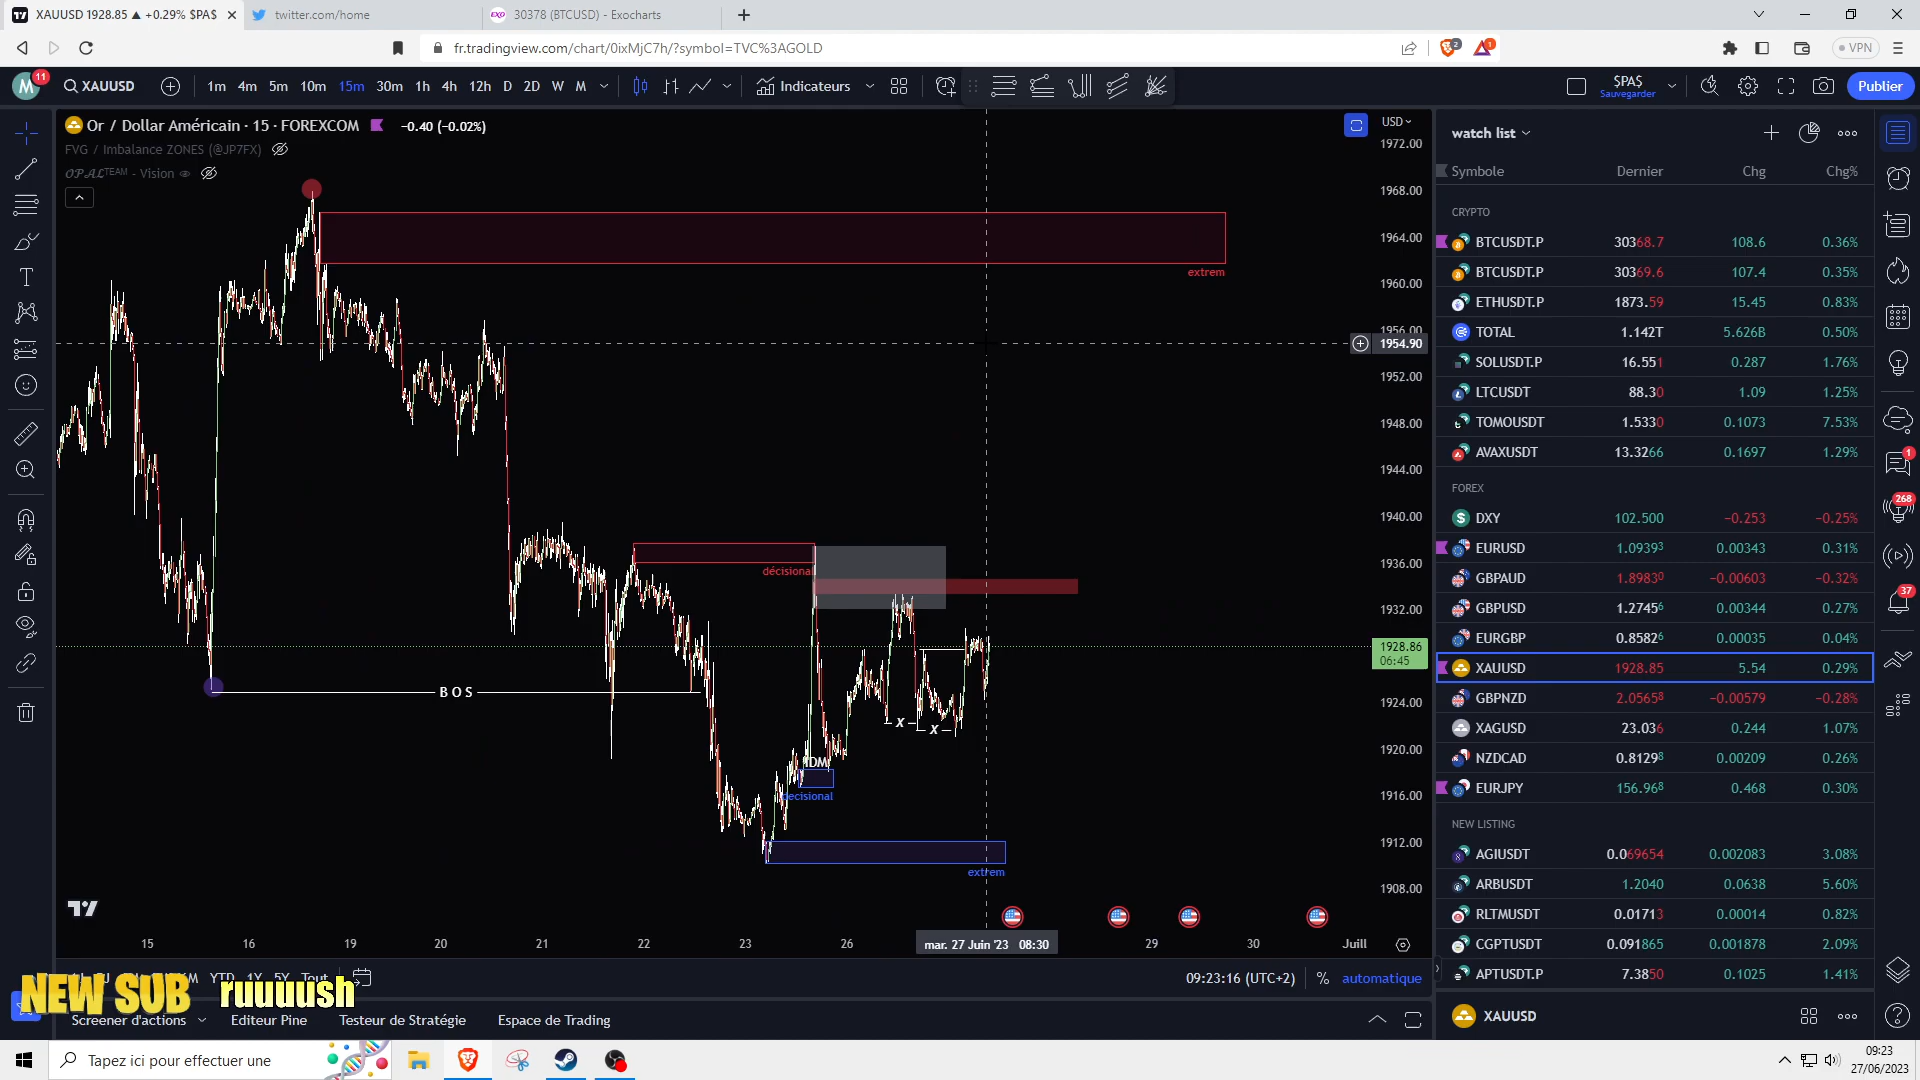 XAUUSD 1928.85 ▲ +0.29% $PA$
twitter.com/home
EXO 30378 (BTCUSD) - Exocharts
fr.tradingview.com/chart/0ixMjC7h/?symbol=TVC%3AGOLD
2
1
VPN
M
11
XAUUSD
1m 4m 5m 10m 15m 30m 1h 4h 12h D 2D W M
Indicateurs
$PA$
Sauvegarder
Publier
Or / Dollar Américain · 15 · FOREXCOM −0.40 (−0.02%)
FVG / Imbalance ZONES (@JP7FX)
OPAL TEAM - Vision
USD
1972.00
1968.00
1964.00
1960.00
1956.00
1954.90
1952.00
1948.00
1944.00
1940.00
1936.00
1932.00
1928.86
06:45
1924.00
1920.00
1916.00
1912.00
1908.00
extrem
décisional
BOS
x
x
IDM
decisional
extrem
15 16 19 20 21 22 23 26 mar. 27 Juin '23 08:30 29 30 Juill
YTD 1Y 5Y Tout
09:23:16 (UTC+2) % automatique
NEW SUB ruuuush
Screener d'actions Editeur Pine Testeur de Stratégie Espace de Trading
watch list
Symbole Dernier Chg Chg%
CRYPTO
BTCUSDT.P 30368.7 108.6 0.36%
BTCUSDT.P 30369.6 107.4 0.35%
ETHUSDT.P 1873.59 15.45 0.83%
TOTAL 1.142T 5.626B 0.50%
SOLUSDT.P 16.551 0.287 1.76%
LTCUSDT 88.30 1.09 1.25%
TOMOUSDT 1.5330 0.1073 7.53%
AVAXUSDT 13.3266 0.1697 1.29%
FOREX
DXY 102.500 −0.253 −0.25%
EURUSD 1.09393 0.00343 0.31%
GBPAUD 1.89830 −0.00603 −0.32%
GBPUSD 1.27456 0.00344 0.27%
EURGBP 0.85826 0.00035 0.04%
XAUUSD 1928.85 5.54 0.29%
GBPNZD 2.05658 −0.00579 −0.28%
XAGUSD 23.036 0.244 1.07%
NZDCAD 0.81298 0.00209 0.26%
EURJPY 156.968 0.468 0.30%
NEW LISTING
AGIUSDT 0.069654 0.002083 3.08%
ARBUSDT 1.2040 0.0638 5.60%
RLTMUSDT 0.01713 0.00014 0.82%
CGPTUSDT 0.091865 0.001878 2.09%
APTUSDT.P 7.3850 0.1025 1.41%
XAUUSD
1
268
37
Tapez ici pour effectuer une
09:23
27/06/2023